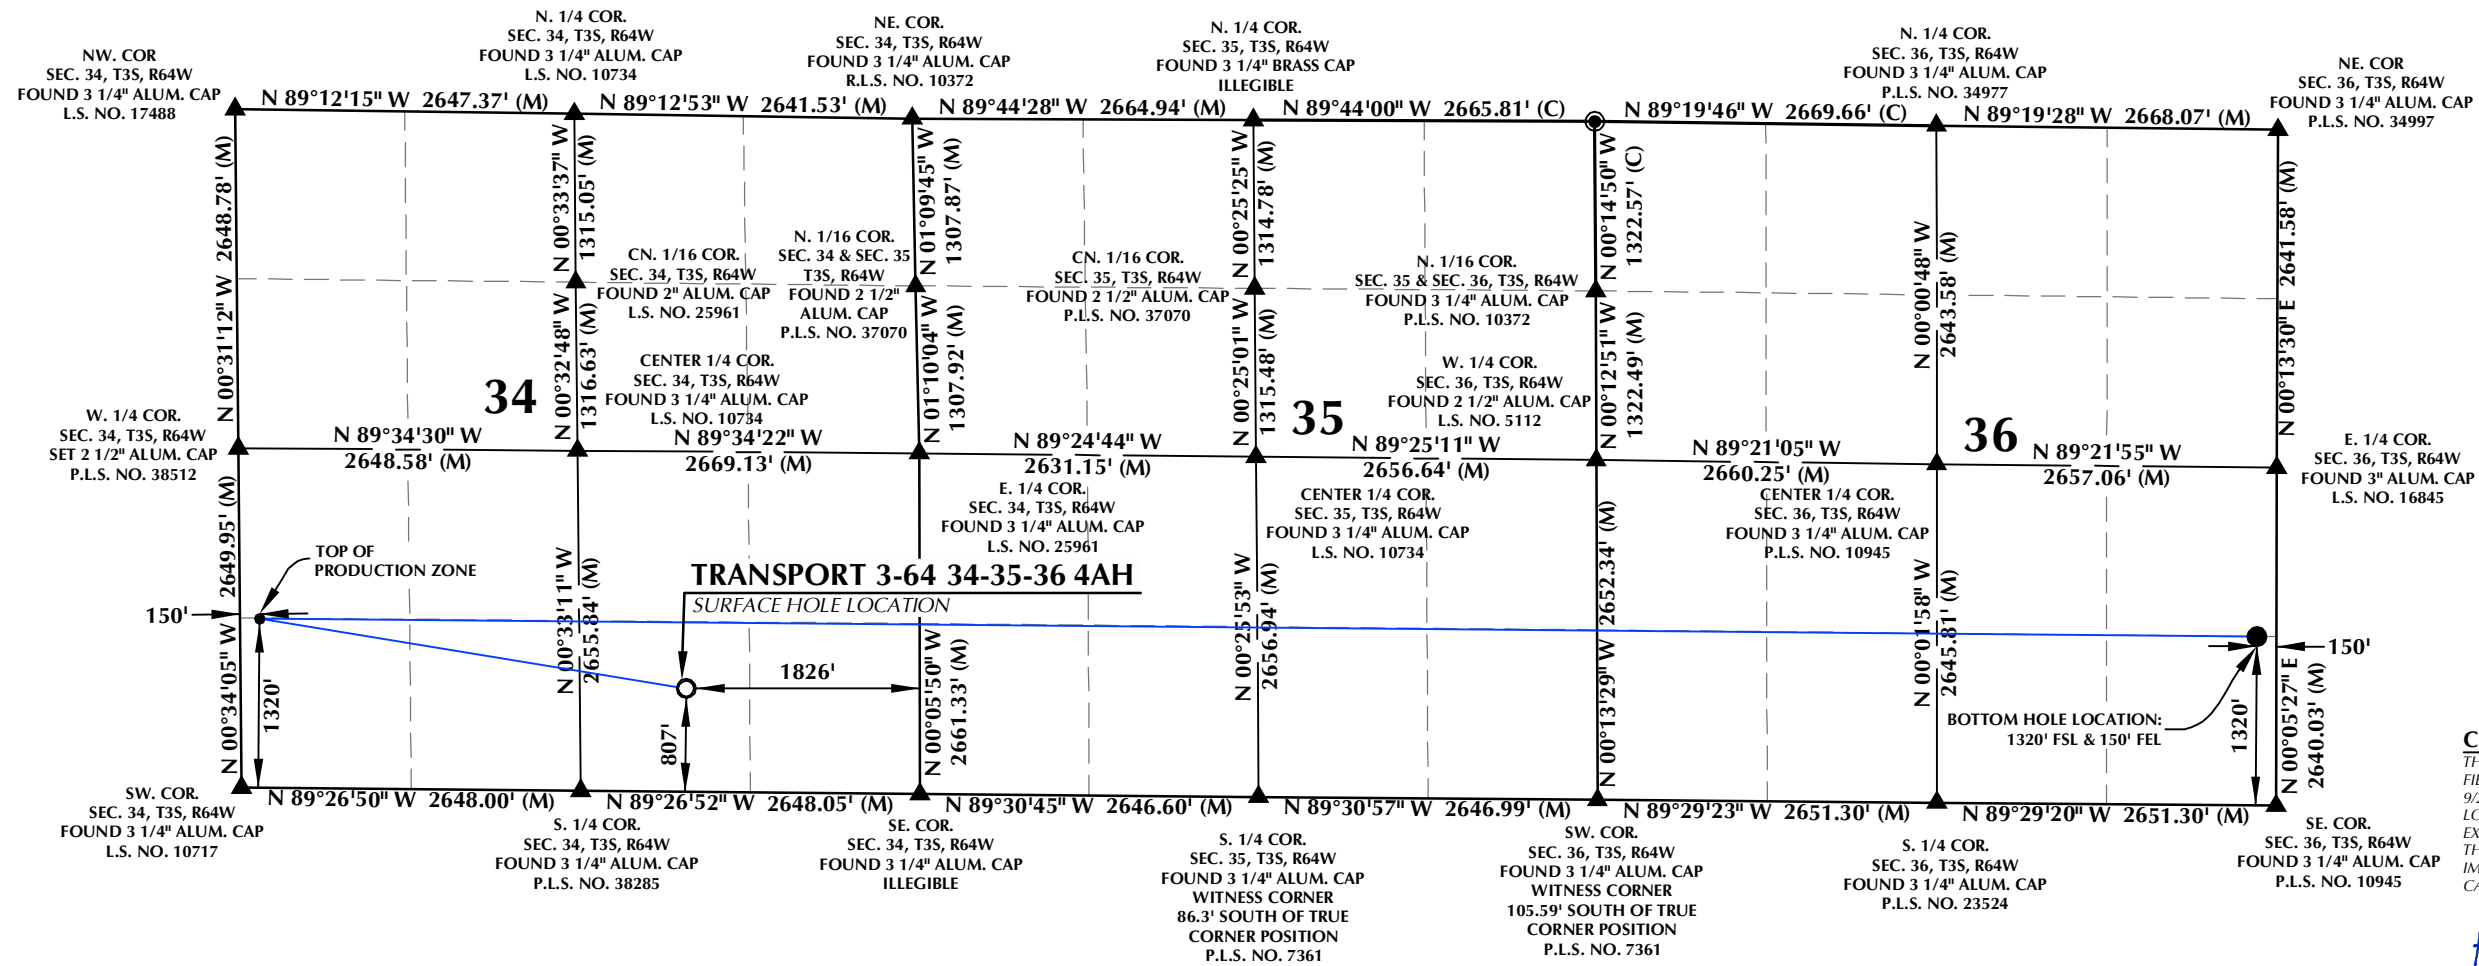 NW. COR
SEC. 34, T3S, R64W
FOUND 3 1/4" ALUM. CAP
L.S. NO. 17488
N. 1/4 COR.
SEC. 34, T3S, R64W
FOUND 3 1/4" ALUM. CAP
L.S. NO. 10734
NE. COR.
SEC. 34, T3S, R64W
FOUND 3 1/4" ALUM. CAP
R.L.S. NO. 10372
N. 1/4 COR.
SEC. 35, T3S, R64W
FOUND 3 1/4" BRASS CAP
ILLEGIBLE
N. 1/4 COR.
SEC. 36, T3S, R64W
FOUND 3 1/4" ALUM. CAP
P.L.S. NO. 34977
NE. COR
SEC. 36, T3S, R64W
FOUND 3 1/4" ALUM. CAP
P.L.S. NO. 34997
N 89°12'15" W 2647.37' (M)
N 89°12'53" W 2641.53' (M)
N 89°44'28" W 2664.94' (M)
N 89°44'00" W 2665.81' (C)
N 89°19'46" W 2669.66' (C)
N 89°19'28" W 2668.07' (M)
N 00°31'12" W 2648.78' (M)
N 00°33'37" W
1315.05' (M)
N 01°09'45" W
1307.87' (M)
N 00°25'25" W
1314.78' (M)
N 00°14'50" W
1322.57' (C)
N 00°00'48" W
2643.58' (M)
N 00°13'30" E 2641.58' (M)
CN. 1/16 COR.
SEC. 34, T3S, R64W
FOUND 2" ALUM. CAP
L.S. NO. 25961
N. 1/16 COR.
SEC. 34 & SEC. 35
T3S, R64W
FOUND 2 1/2"
ALUM. CAP
P.L.S. NO. 37070
CN. 1/16 COR.
SEC. 35, T3S, R64W
FOUND 2 1/2" ALUM. CAP
P.L.S. NO. 37070
N. 1/16 COR.
SEC. 35 & SEC. 36, T3S, R64W
FOUND 3 1/4" ALUM. CAP
P.L.S. NO. 10372
N 00°32'48" W
1316.63' (M)
N 01°10'04" W
1307.92' (M)
N 00°25'01" W
1315.48' (M)
N 00°12'51" W
1322.49' (M)
34
35
36
CENTER 1/4 COR.
SEC. 34, T3S, R64W
FOUND 3 1/4" ALUM. CAP
L.S. NO. 10734
W. 1/4 COR.
SEC. 36, T3S, R64W
FOUND 2 1/2" ALUM. CAP
L.S. NO. 5112
W. 1/4 COR.
SEC. 34, T3S, R64W
SET 2 1/2" ALUM. CAP
P.L.S. NO. 38512
E. 1/4 COR.
SEC. 36, T3S, R64W
FOUND 3" ALUM. CAP
L.S. NO. 16845
N 89°34'30" W
2648.58' (M)
N 89°34'22" W
2669.13' (M)
N 89°24'44" W
2631.15' (M)
N 89°25'11" W
2656.64' (M)
N 89°21'05" W
2660.25' (M)
N 89°21'55" W
2657.06' (M)
E. 1/4 COR.
SEC. 34, T3S, R64W
FOUND 3 1/4" ALUM. CAP
L.S. NO. 25961
CENTER 1/4 COR.
SEC. 35, T3S, R64W
FOUND 3 1/4" ALUM. CAP
L.S. NO. 10734
CENTER 1/4 COR.
SEC. 36, T3S, R64W
FOUND 3 1/4" ALUM. CAP
P.L.S. NO. 10945
TOP OF
PRODUCTION ZONE
TRANSPORT 3-64 34-35-36 4AH
SURFACE HOLE LOCATION
150'
150'
1320'
1826'
807'
1320'
BOTTOM HOLE LOCATION:
1320' FSL & 150' FEL
N 00°34'05" W 2649.95' (M)
N 00°33'11" W
2655.84' (M)
N 00°05'50" W
2661.33' (M)
N 00°25'53" W
2656.94' (M)
N 00°13'29" W 2652.34' (M)
N 00°01'58" W
2645.81' (M)
N 00°05'27" E
2640.03' (M)
N 89°26'50" W 2648.00' (M)
N 89°26'52" W 2648.05' (M)
N 89°30'45" W 2646.60' (M)
N 89°30'57" W 2646.99' (M)
N 89°29'23" W 2651.30' (M)
N 89°29'20" W 2651.30' (M)
SW. COR.
SEC. 34, T3S, R64W
FOUND 3 1/4" ALUM. CAP
L.S. NO. 10717
S. 1/4 COR.
SEC. 34, T3S, R64W
FOUND 3 1/4" ALUM. CAP
P.L.S. NO. 38285
SE. COR.
SEC. 34, T3S, R64W
FOUND 3 1/4" ALUM. CAP
ILLEGIBLE
S. 1/4 COR.
SEC. 35, T3S, R64W
FOUND 3 1/4" ALUM. CAP
WITNESS CORNER
86.3' SOUTH OF TRUE
CORNER POSITION
P.L.S. NO. 7361
SW. COR.
SEC. 36, T3S, R64W
FOUND 3 1/4" ALUM. CAP
WITNESS CORNER
105.59' SOUTH OF TRUE
CORNER POSITION
P.L.S. NO. 7361
S. 1/4 COR.
SEC. 36, T3S, R64W
FOUND 3 1/4" ALUM. CAP
P.L.S. NO. 23524
SE. COR.
SEC. 36, T3S, R64W
FOUND 3 1/4" ALUM. CAP
P.L.S. NO. 10945